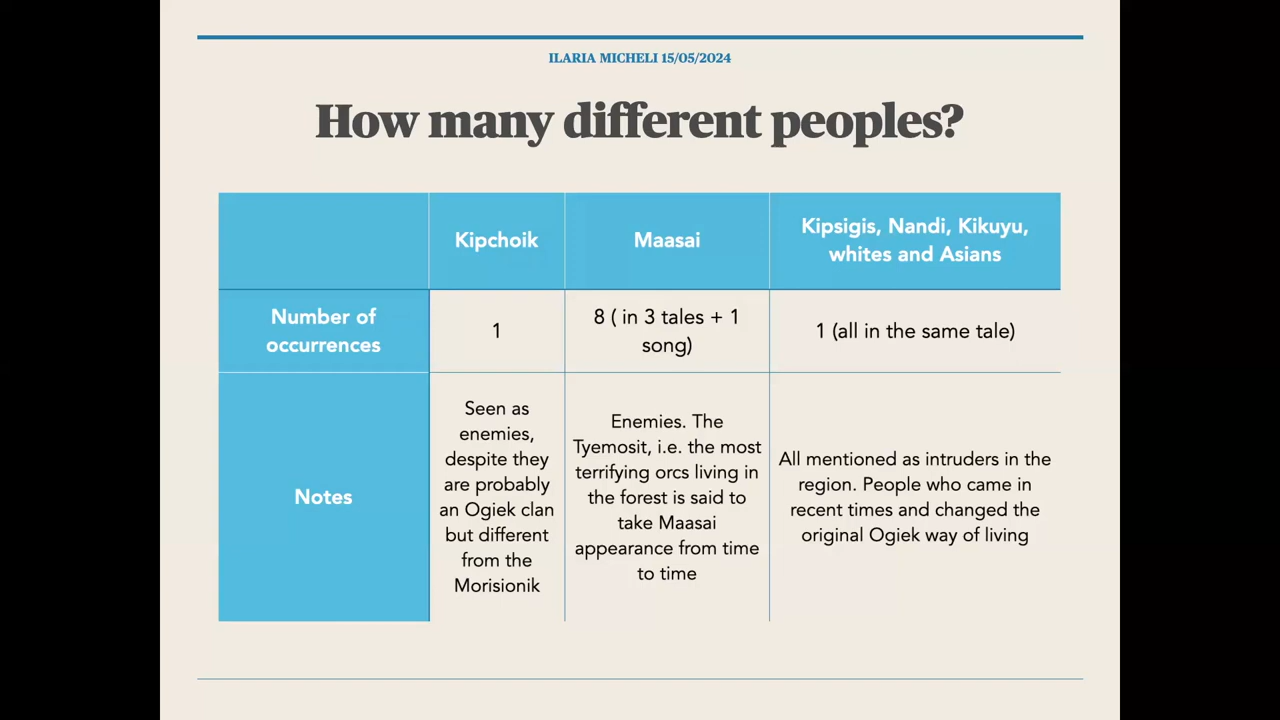 ILARIA MICHELI 15/05/2024
How many different peoples?
Kipchoik
Maasai
Kipsigis, Nandi, Kikuyu,
whites and Asians
Number of
occurrences
1
8 ( in 3 tales + 1
song)
1 (all in the same tale)
Notes
Seen as
enemies,
despite they
are probably
an Ogiek clan
but different
from the
Morisionik
Enemies. The
Tyemosit, i.e. the most
terrifying orcs living in
the forest is said to
take Maasai
appearance from time
to time
All mentioned as intruders in the
region. People who came in
recent times and changed the
original Ogiek way of living